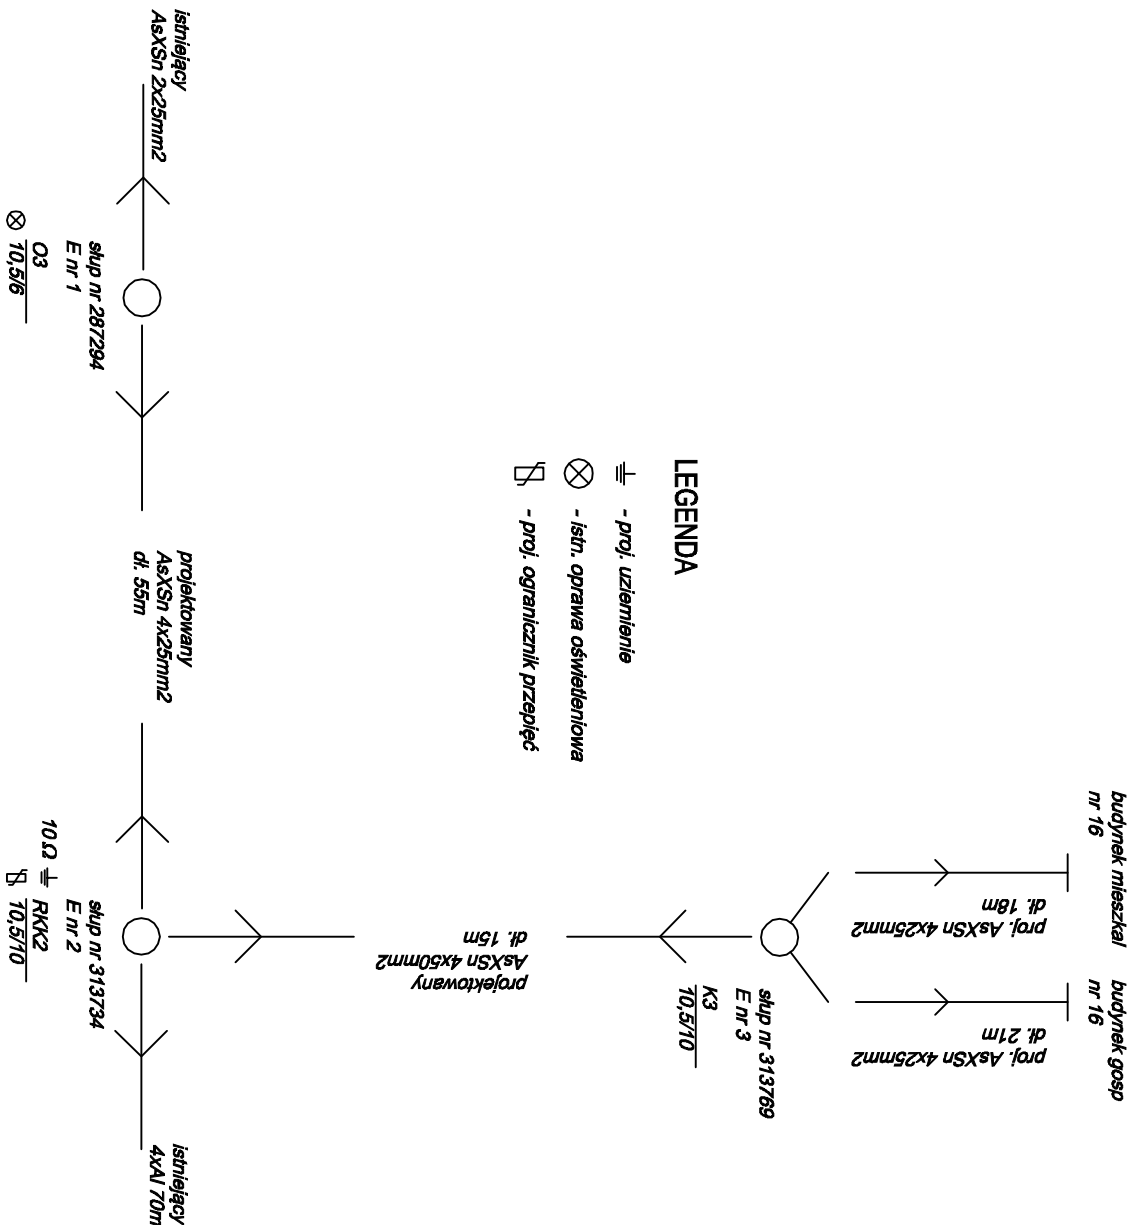 istniejący
AsXSn 2x25mm2
słup nr 287294
E nr 1
O3
10,5/6
projektowany
AsXSn 4x25mm2
dł. 55m
słup nr 313734
E nr 2
10Ω
RKK2
10,5/10
istniejący
4xAl 70m
projektowany
AsXSn 4x50mm2
dł. 15m
słup nr 313769
E nr 3
K3
10,5/10
proj. AsXSn 4x25mm2
dł. 18m
budynek mieszkal
nr 16
proj. AsXSn 4x25mm2
dł. 21m
budynek gosp
nr 16
LEGENDA
- proj. uziemienie
- istn. oprawa oświetleniowa
- proj. ogranicznik przepięć